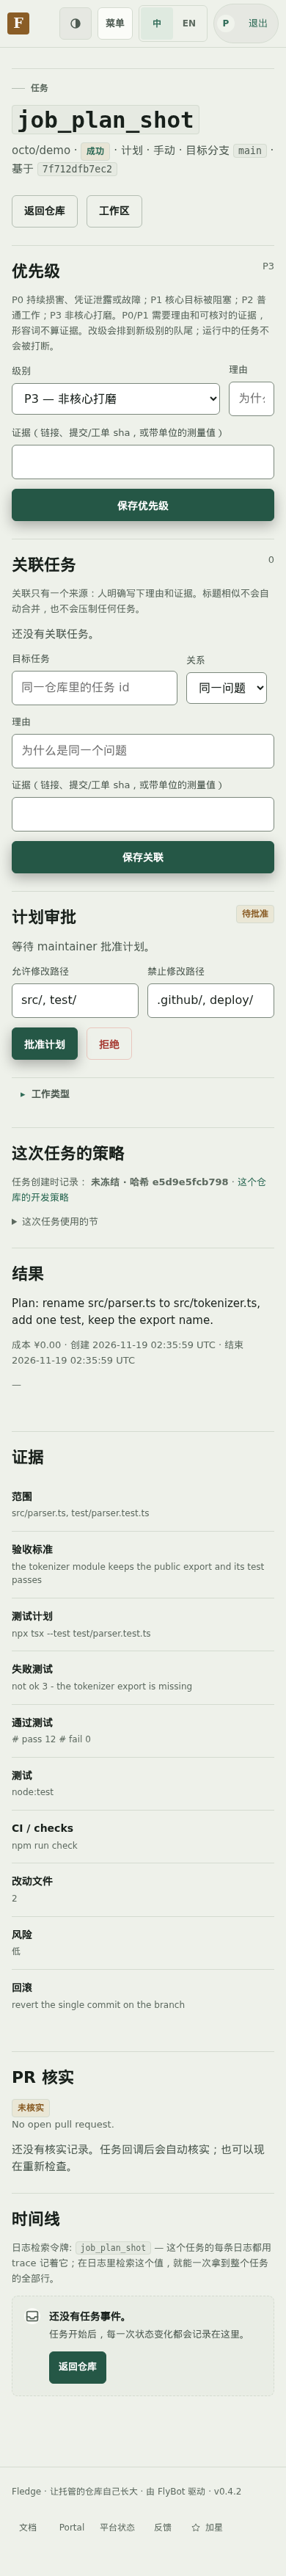 F 菜单 中 EN P 退出
任务
job_plan_shot
octo/demo · 成功 · 计划 · 手动 · 目标分支 main ·
基于 7f712dfb7ec2
返回仓库 工作区
优先级 P3
P0 持续损害、凭证泄露或故障；P1 核心目标被阻塞；P2 普
通工作；P3 非核心打磨。P0/P1 需要理由和可核对的证据，
形容词不算证据。改级会排到新级别的队尾；运行中的任务不
会被打断。
级别 理由
P3 — 非核心打磨 为什么
证据（链接、提交/工单 sha，或带单位的测量值）
保存优先级
关联任务 0
关联只有一个来源：人明确写下理由和证据。标题相似不会自
动合并，也不会压制任何任务。
还没有关联任务。
目标任务 关系
同一仓库里的任务 id 同一问题
理由
为什么是同一个问题
证据（链接、提交/工单 sha，或带单位的测量值）
保存关联
计划审批 待批准
等待 maintainer 批准计划。
允许修改路径 禁止修改路径
src/, test/ .github/, deploy/
批准计划 拒绝
▸ 工作类型
这次任务的策略
任务创建时记录： 未冻结 · 哈希 e5d9e5fcb798 · 这个仓
库的开发策略
▶ 这次任务使用的节
结果
Plan: rename src/parser.ts to src/tokenizer.ts,
add one test, keep the export name.
成本 ¥0.00 · 创建 2026-11-19 02:35:59 UTC · 结束
2026-11-19 02:35:59 UTC
—
证据
范围
src/parser.ts, test/parser.test.ts
验收标准
the tokenizer module keeps the public export and its test
passes
测试计划
npx tsx --test test/parser.test.ts
失败测试
not ok 3 - the tokenizer export is missing
通过测试
# pass 12 # fail 0
测试
node:test
CI / checks
npm run check
改动文件
2
风险
低
回滚
revert the single commit on the branch
PR 核实
未核实
No open pull request.
还没有核实记录。任务回调后会自动核实；也可以现
在重新检查。
时间线
日志检索令牌: job_plan_shot — 这个任务的每条日志都用
trace 记着它；在日志里检索这个值，就能一次拿到整个任务
的全部行。
还没有任务事件。
任务开始后，每一次状态变化都会记录在这里。
返回仓库
Fledge · 让托管的仓库自己长大 · 由 FlyBot 驱动 · v0.4.2
文档 Portal 平台状态 反馈 ☆ 加星